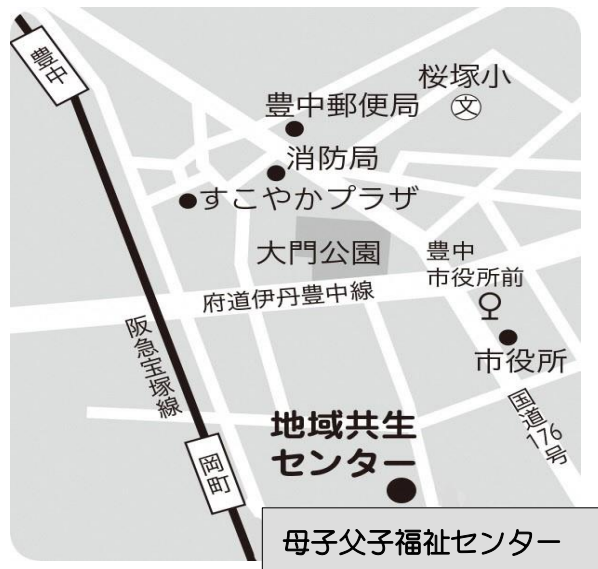 豊中
桜塚小
文
豊中郵便局
消防局
すこやかプラザ
大門公園
豊中
市役所前
府道伊丹豊中線
市役所
阪急宝塚線
国道176号
地域共生
センター
岡町
母子父子福祉センター